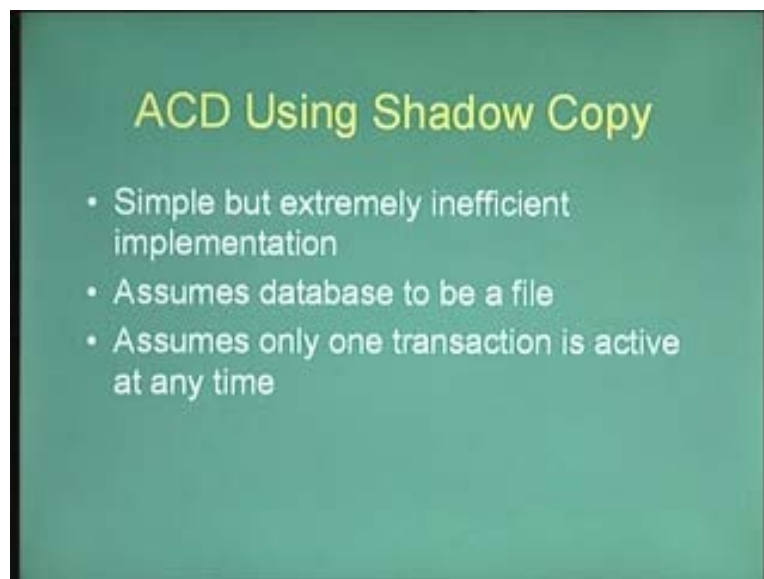 ACD Using Shadow Copy
• Simple but extremely inefficient
implementation
• Assumes database to be a file
• Assumes only one transaction is active
at any time